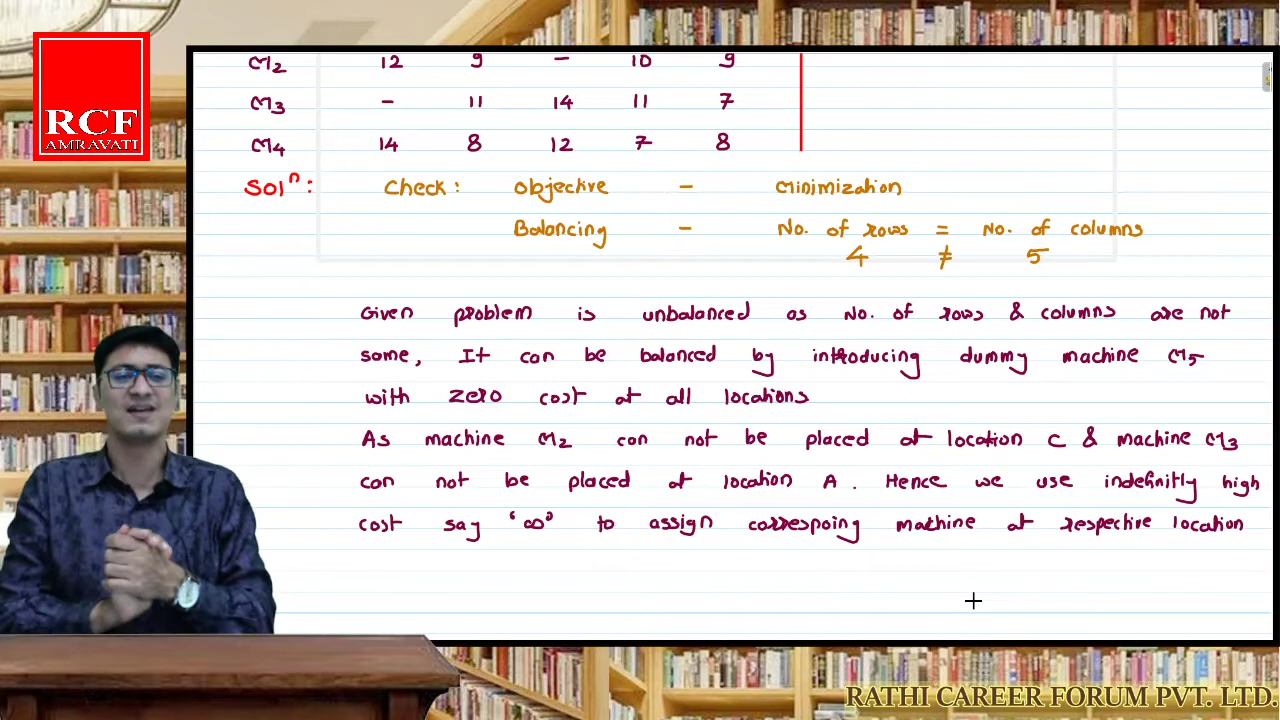 RCF
AMRAVATI
M2 12 9 - 10 9
M3 - 11 14 11 7
M4 14 8 12 7 8
Solⁿ: Check: Objective - Minimization
Balancing - No. of rows = No. of columns
4 ≠ 5
Given problem is unbalanced as No. of rows & columns are not
same, It can be balanced by introducing dummy machine M5
with zero cost at all locations
As machine M2 can not be placed at location C & machine M3
can not be placed at location A. Hence we use indefinitly high
cost say '∞' to assign correspoing machine at respective location
RATHI CAREER FORUM PVT. LTD.